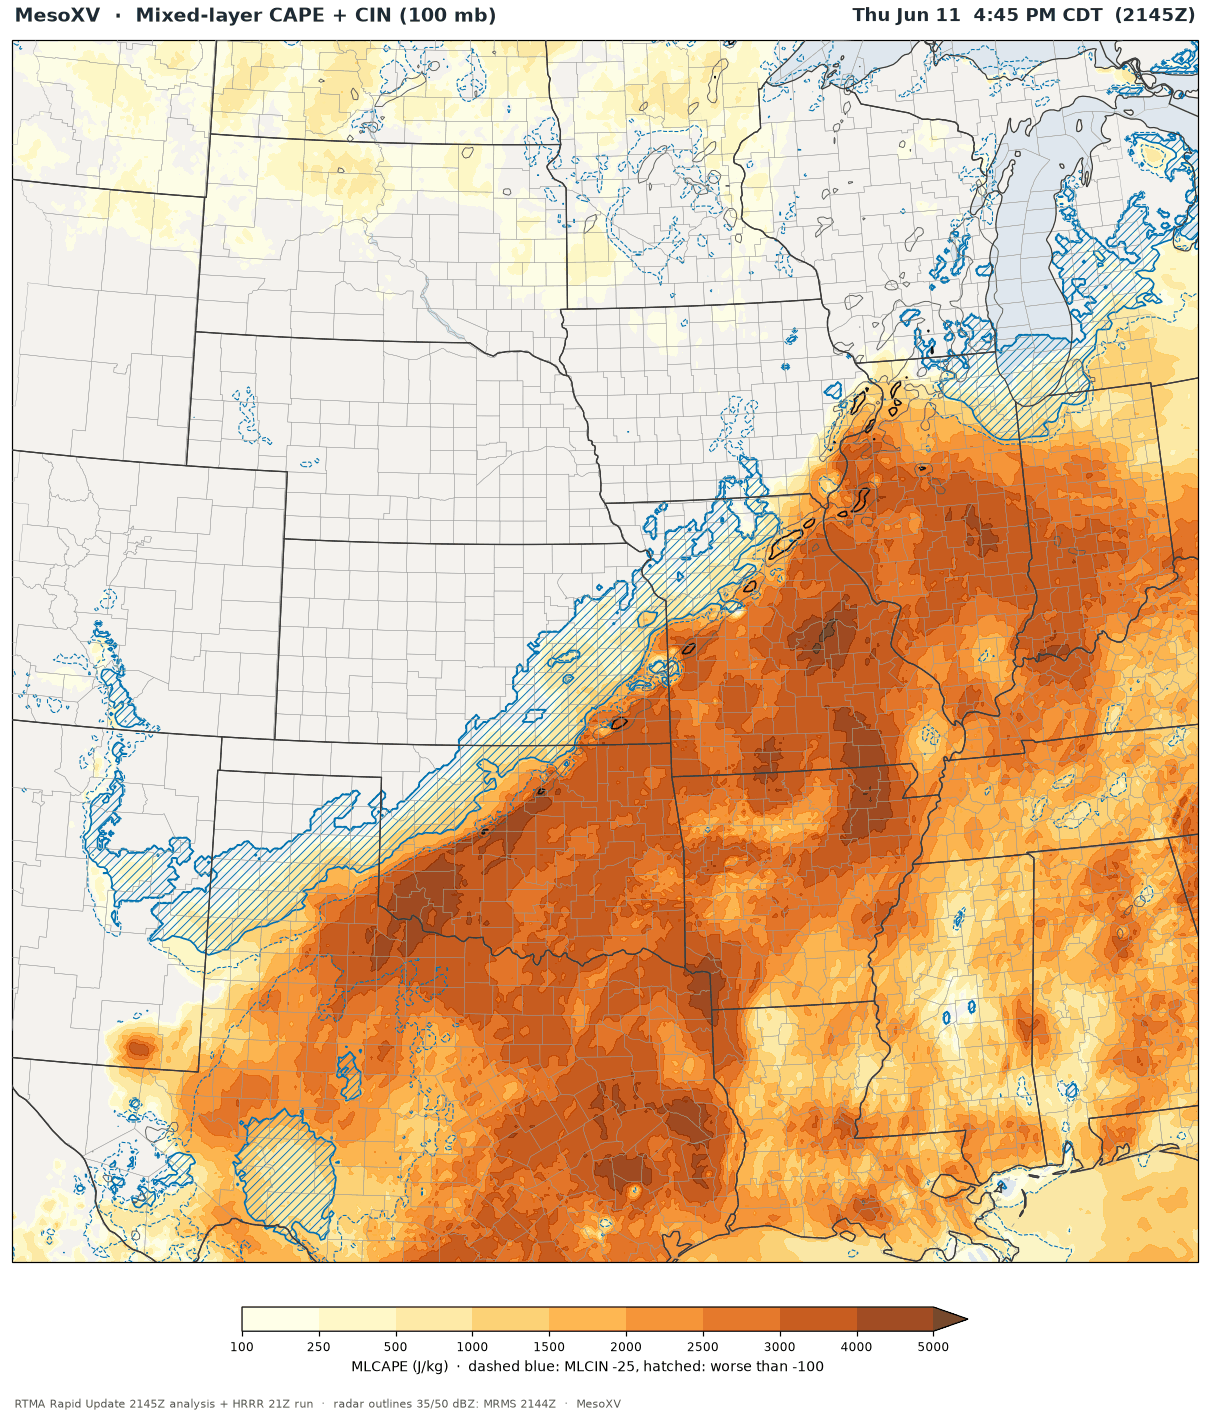 MesoXV · Mixed-layer CAPE + CIN (100 mb)
Thu Jun 11 4:45 PM CDT (2145Z)
100 250 500 1000 1500 2000 2500 3000 4000 5000
MLCAPE (J/kg) · dashed blue: MLCIN -25, hatched: worse than -100
RTMA Rapid Update 2145Z analysis + HRRR 21Z run · radar outlines 35/50 dBZ: MRMS 2144Z · MesoXV